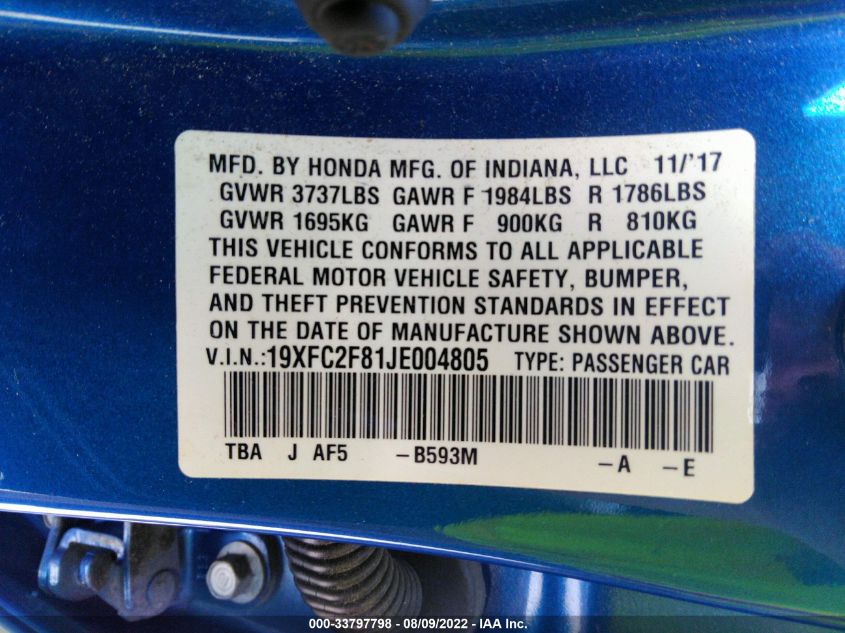 MFD. BY HONDA MFG. OF INDIANA, LLC 11/'17
GVWR 3737LBS GAWR F 1984LBS R 1786LBS
GVWR 1695KG GAWR F 900KG R 810KG
THIS VEHICLE CONFORMS TO ALL APPLICABLE
FEDERAL MOTOR VEHICLE SAFETY, BUMPER,
AND THEFT PREVENTION STANDARDS IN EFFECT
ON THE DATE OF MANUFACTURE SHOWN ABOVE.
V.I.N.:19XFC2F81JE004805 TYPE: PASSENGER CAR
TBA J AF5 -B593M -A -E
000-33797798 - 08/09/2022 - IAA Inc.